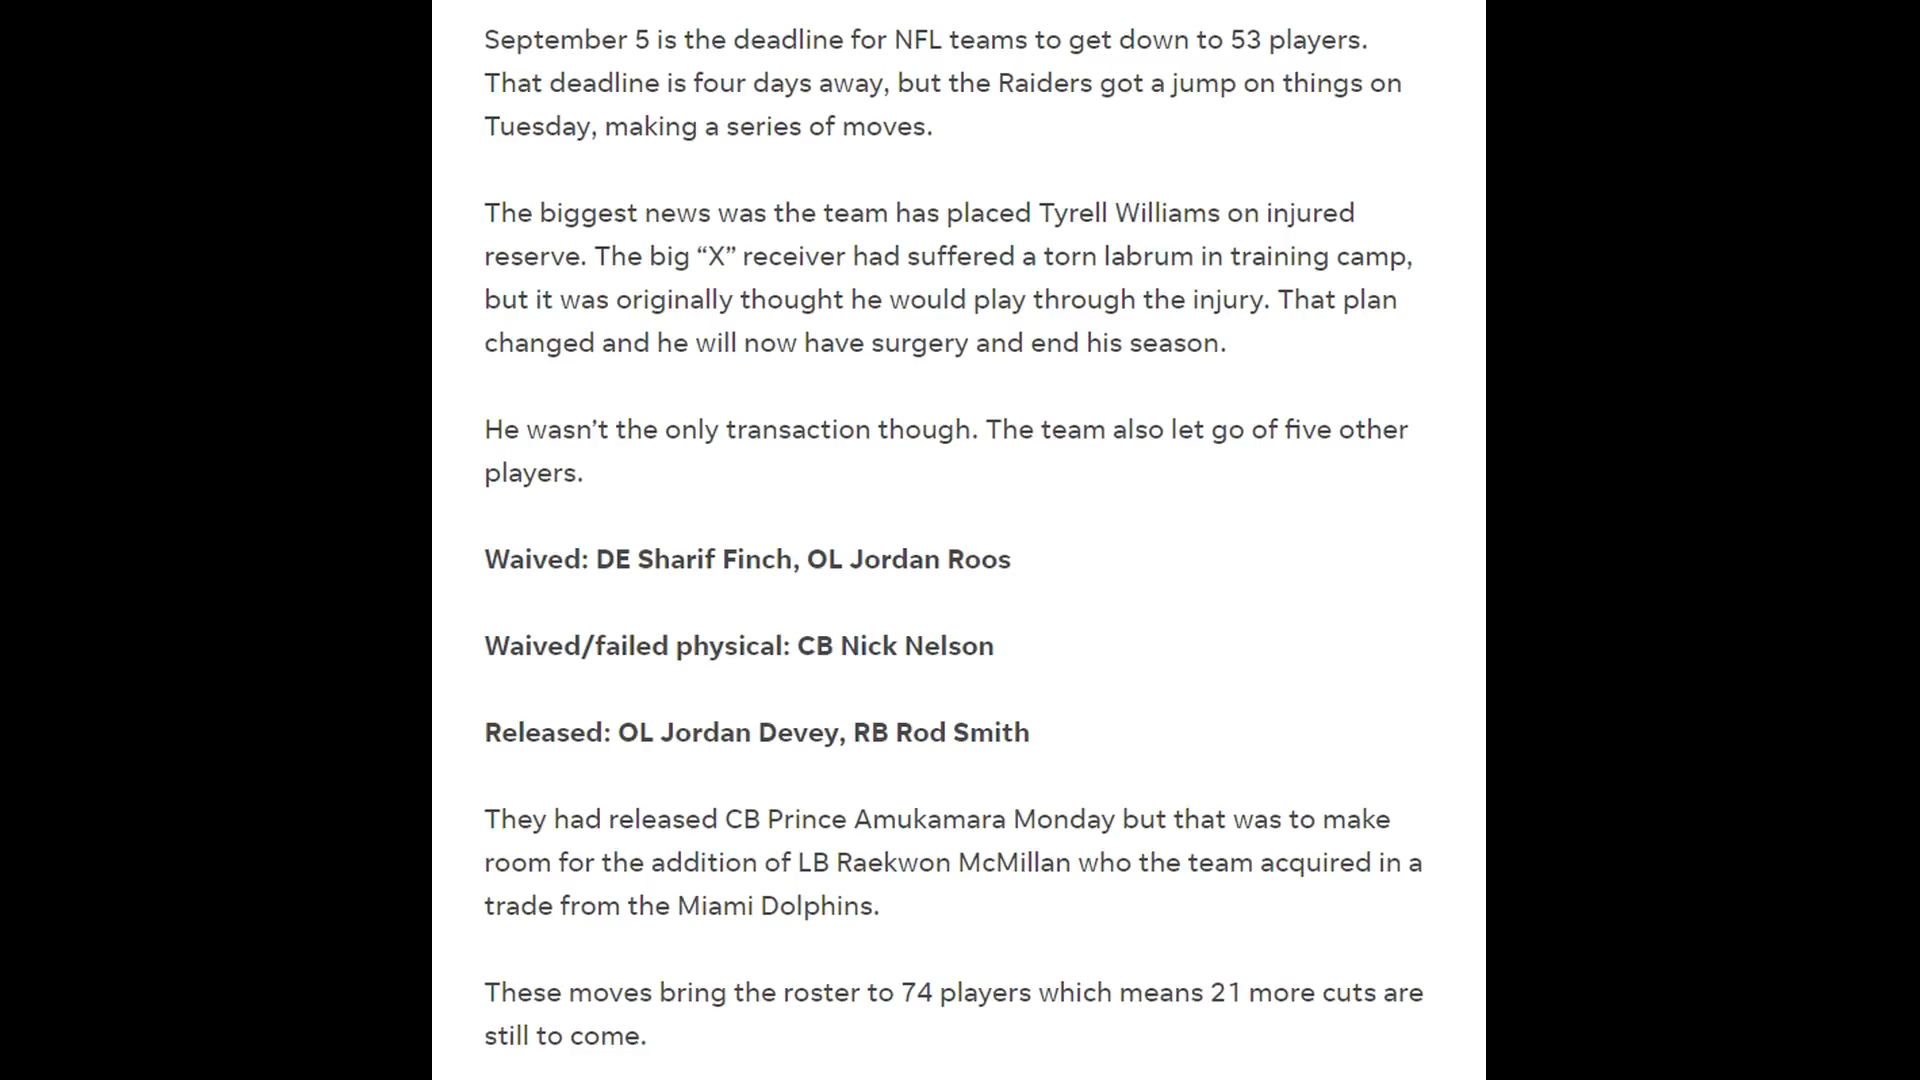 September 5 is the deadline for NFL teams to get down to 53 players.
That deadline is four days away, but the Raiders got a jump on things on
Tuesday, making a series of moves.
The biggest news was the team has placed Tyrell Williams on injured
reserve. The big “X” receiver had suffered a torn labrum in training camp,
but it was originally thought he would play through the injury. That plan
changed and he will now have surgery and end his season.
He wasn’t the only transaction though. The team also let go of five other
players.
Waived: DE Sharif Finch, OL Jordan Roos
Waived/failed physical: CB Nick Nelson
Released: OL Jordan Devey, RB Rod Smith
They had released CB Prince Amukamara Monday but that was to make
room for the addition of LB Raekwon McMillan who the team acquired in a
trade from the Miami Dolphins.
These moves bring the roster to 74 players which means 21 more cuts are
still to come.